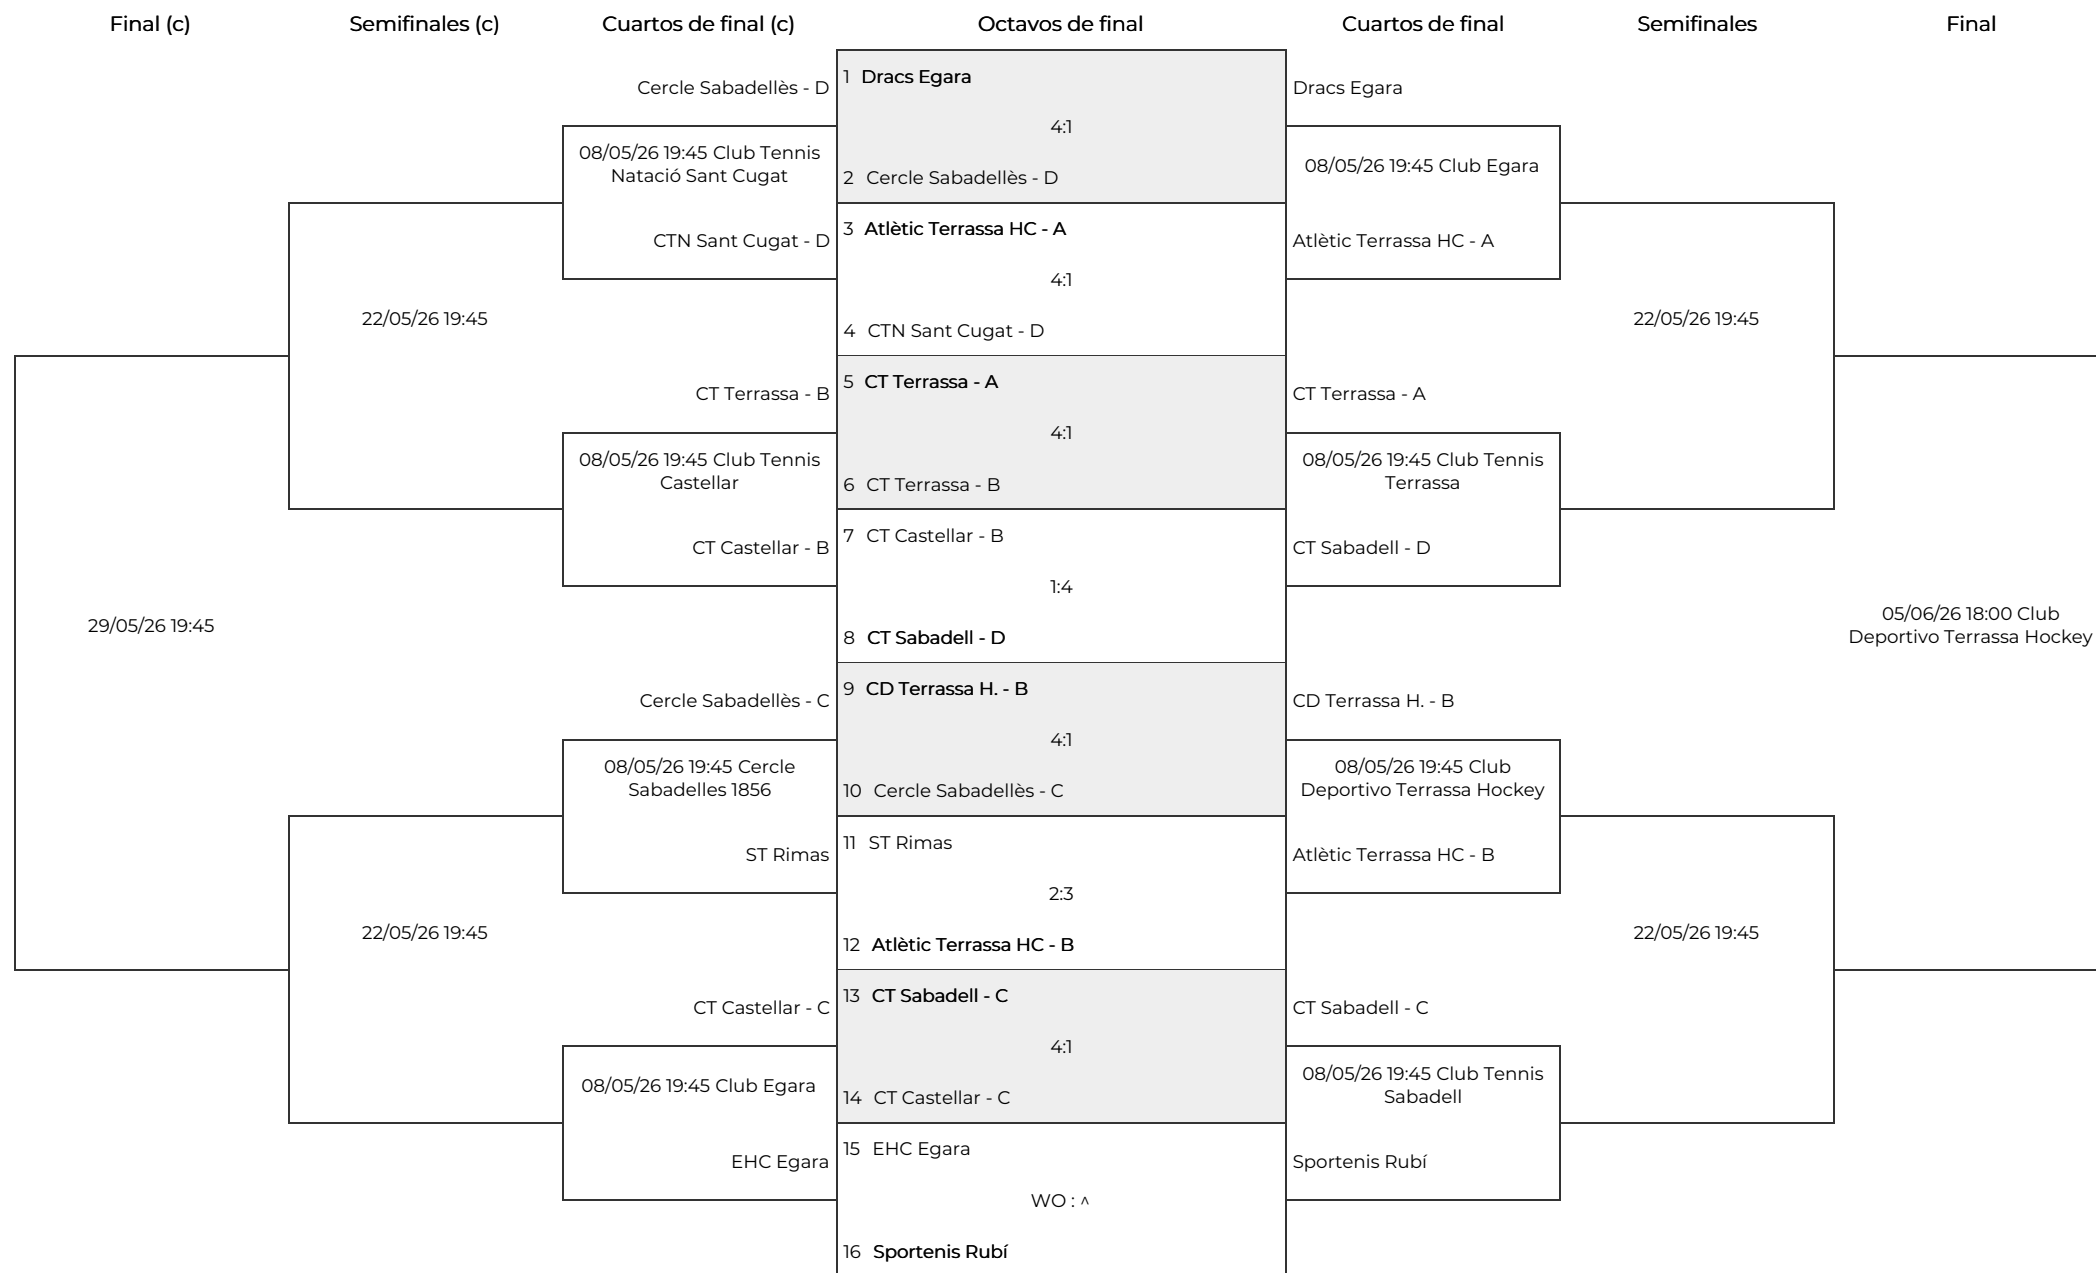 Final (c)
Semifinales (c)
Cuartos de final (c)
Octavos de final
Cuartos de final
Semifinales
Final
29/05/26 19:45
22/05/26 19:45
22/05/26 19:45
Cercle Sabadellès - D
08/05/26 19:45 Club Tennis
Natació Sant Cugat
CTN Sant Cugat - D
CT Terrassa - B
08/05/26 19:45 Club Tennis
Castellar
CT Castellar - B
Cercle Sabadellès - C
08/05/26 19:45 Cercle
Sabadelles 1856
ST Rimas
CT Castellar - C
08/05/26 19:45 Club Egara
EHC Egara
1 Dracs Egara
4:1
2 Cercle Sabadellès - D
3 Atlètic Terrassa HC - A
4:1
4 CTN Sant Cugat - D
5 CT Terrassa - A
4:1
6 CT Terrassa - B
7 CT Castellar - B
1:4
8 CT Sabadell - D
9 CD Terrassa H. - B
4:1
10 Cercle Sabadellès - C
11 ST Rimas
2:3
12 Atlètic Terrassa HC - B
13 CT Sabadell - C
4:1
14 CT Castellar - C
15 EHC Egara
WO : ^
16 Sportenis Rubí
Dracs Egara
08/05/26 19:45 Club Egara
Atlètic Terrassa HC - A
CT Terrassa - A
08/05/26 19:45 Club Tennis
Terrassa
CT Sabadell - D
CD Terrassa H. - B
08/05/26 19:45 Club
Deportivo Terrassa Hockey
Atlètic Terrassa HC - B
CT Sabadell - C
08/05/26 19:45 Club Tennis
Sabadell
Sportenis Rubí
22/05/26 19:45
22/05/26 19:45
05/06/26 18:00 Club
Deportivo Terrassa Hockey